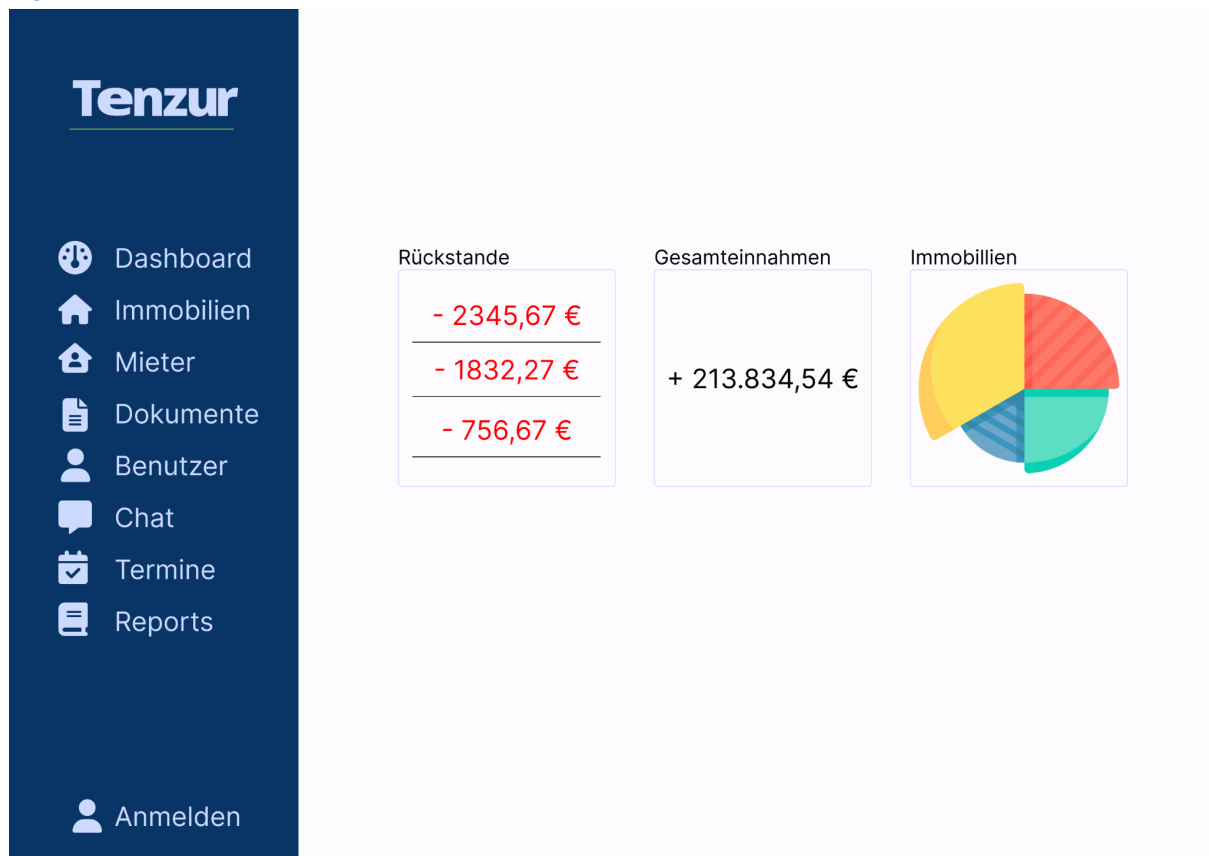 Tenzur
Dashboard
Immobilien
Mieter
Dokumente
Benutzer
Chat
Termine
Reports
Anmelden
Rückstande
- 2345,67 €
- 1832,27 €
- 756,67 €
Gesamteinnahmen
+ 213.834,54 €
Immobillien